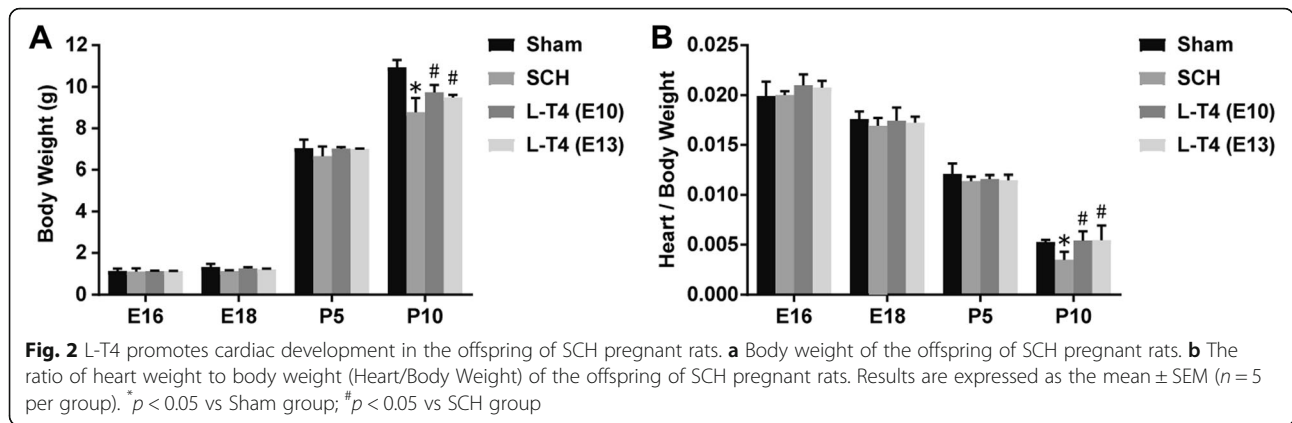 A
Body Weight (g)
12
10
8
6
4
2
0
E16 E18 P5 P10
*
#
#
Sham
SCH
L-T4 (E10)
L-T4 (E13)
B
Heart / Body Weight
0.025
0.020
0.015
0.010
0.005
0.000
E16 E18 P5 P10
*
#
#
Sham
SCH
L-T4 (E10)
L-T4 (E13)
Fig. 2 L-T4 promotes cardiac development in the offspring of SCH pregnant rats. a Body weight of the offspring of SCH pregnant rats. b The
ratio of heart weight to body weight (Heart/Body Weight) of the offspring of SCH pregnant rats. Results are expressed as the mean ± SEM (n = 5
per group). *p < 0.05 vs Sham group; #p < 0.05 vs SCH group